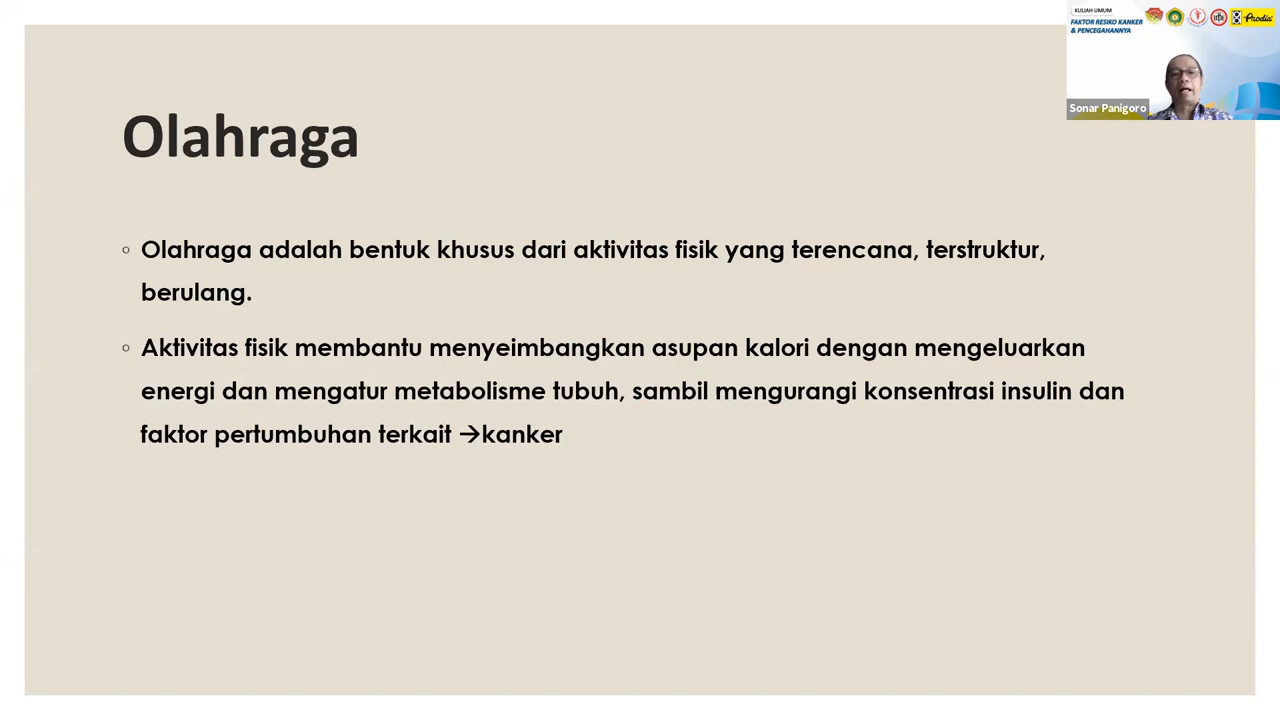 KULIAH UMUM
FAKTOR RESIKO KANKER
& PENCEGAHANNYA
Prodia
Sonar Panigoro
Olahraga
◦ Olahraga adalah bentuk khusus dari aktivitas fisik yang terencana, terstruktur,
berulang.
◦ Aktivitas fisik membantu menyeimbangkan asupan kalori dengan mengeluarkan
energi dan mengatur metabolisme tubuh, sambil mengurangi konsentrasi insulin dan
faktor pertumbuhan terkait →kanker